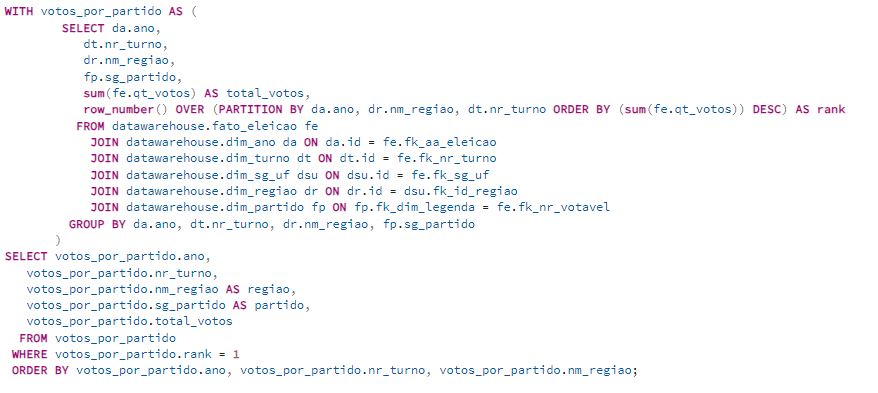 WITH votos_por_partido AS (
SELECT da.ano,
dt.nr_turno,
dr.nm_regiao,
fp.sg_partido,
sum(fe.qt_votos) AS total_votos,
row_number() OVER (PARTITION BY da.ano, dr.nm_regiao, dt.nr_turno ORDER BY (sum(fe.qt_votos)) DESC) AS rank
FROM datawarehouse.fato_eleicao fe
JOIN datawarehouse.dim_ano da ON da.id = fe.fk_aa_eleicao
JOIN datawarehouse.dim_turno dt ON dt.id = fe.fk_nr_turno
JOIN datawarehouse.dim_sg_uf dsu ON dsu.id = fe.fk_sg_uf
JOIN datawarehouse.dim_regiao dr ON dr.id = dsu.fk_id_regiao
JOIN datawarehouse.dim_partido fp ON fp.fk_dim_legenda = fe.fk_nr_votavel
GROUP BY da.ano, dt.nr_turno, dr.nm_regiao, fp.sg_partido
)
SELECT votos_por_partido.ano,
votos_por_partido.nr_turno,
votos_por_partido.nm_regiao AS regiao,
votos_por_partido.sg_partido AS partido,
votos_por_partido.total_votos
FROM votos_por_partido
WHERE votos_por_partido.rank = 1
ORDER BY votos_por_partido.ano, votos_por_partido.nr_turno, votos_por_partido.nm_regiao;